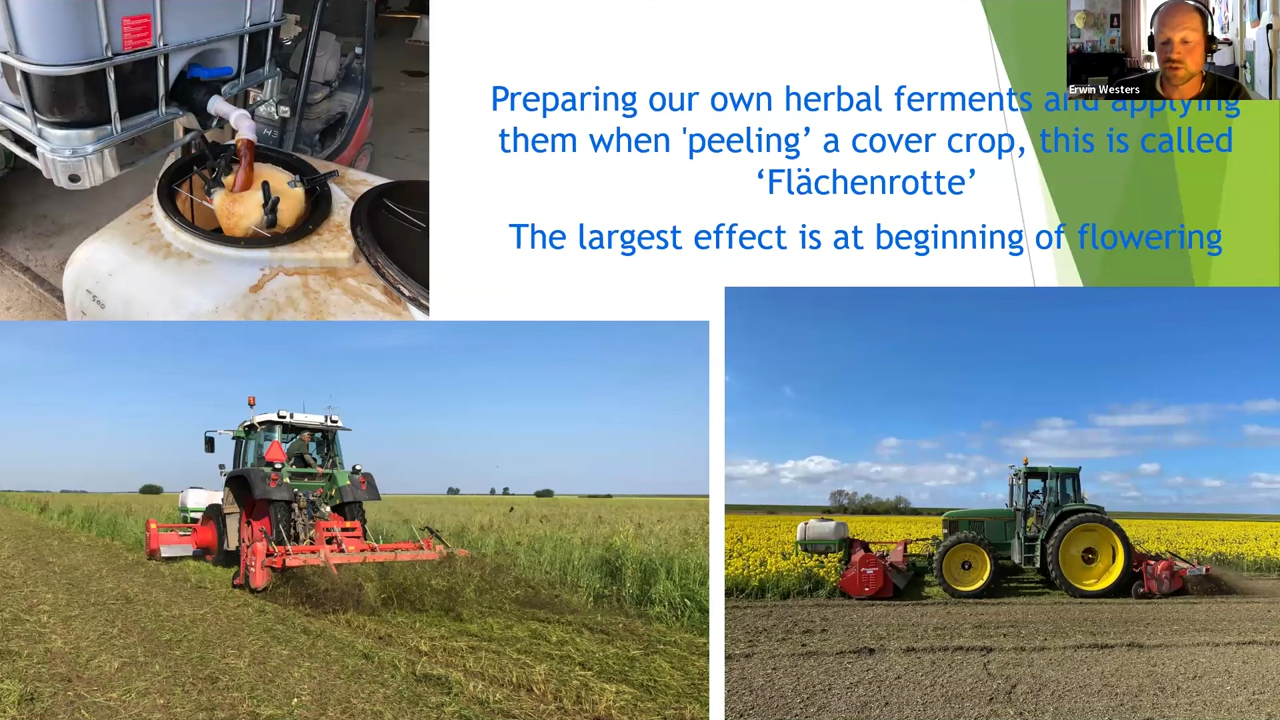 Preparing our own herbal ferments and applying
them when 'peeling’ a cover crop, this is called
‘Flächenrotte’
The largest effect is at beginning of flowering
Erwin Westers